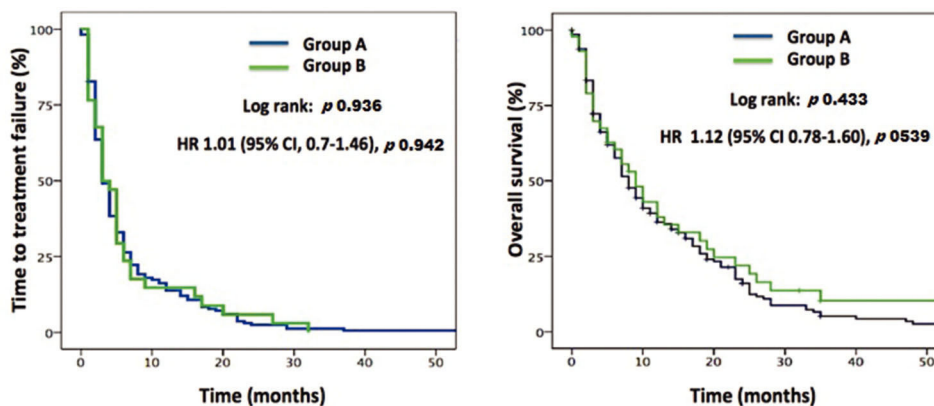 Time to treatment failure (%)
100
75
50
25
0
Group A
Group B
Log rank: p 0.936
HR 1.01 (95% CI, 0.7-1.46), p 0.942
0 10 20 30 40 50
Time (months)
Overall survival (%)
100
75
50
25
0
Group A
Group B
Log rank: p 0.433
HR 1.12 (95% CI 0.78-1.60), p 0539
0 10 20 30 40 50
Time (months)